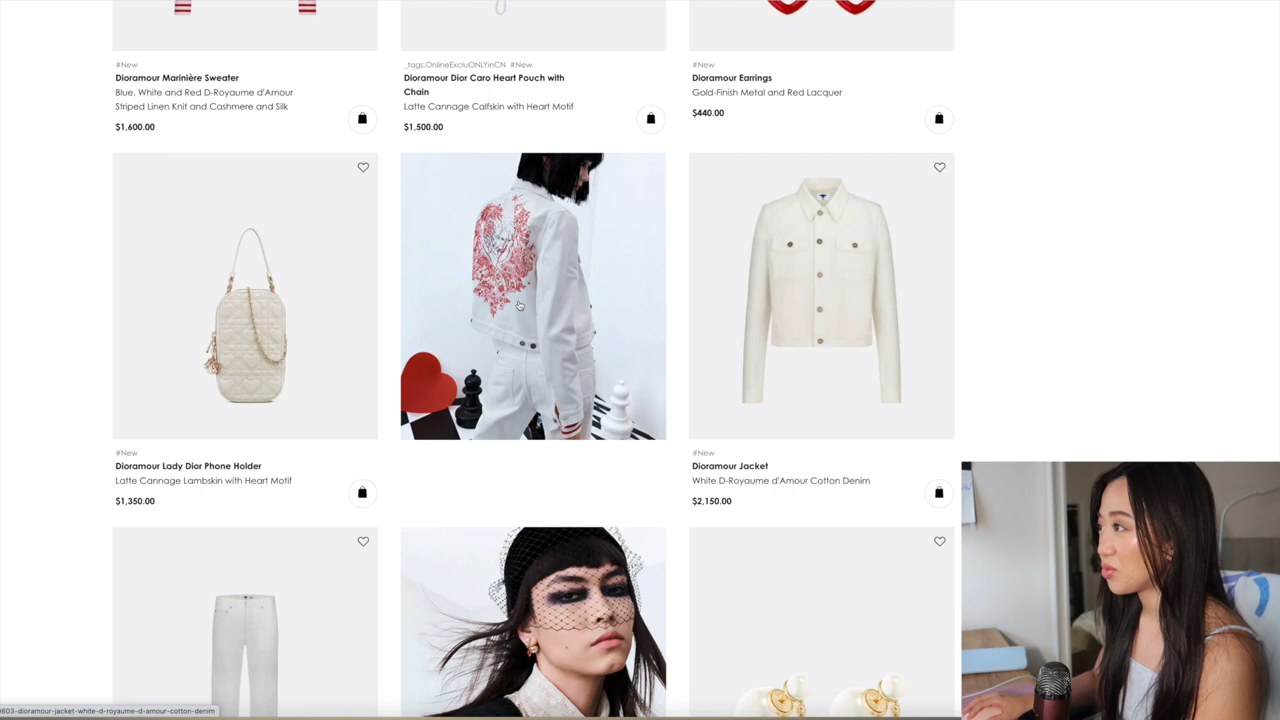 #New
Dioramour Marinière Sweater
Blue, White and Red D-Royaume d'Amour
Striped Linen Knit and Cashmere and Silk
$1,600.00
_tags.OnlineExcluONLYinCN #New
Dioramour Dior Caro Heart Pouch with
Chain
Latte Cannage Calfskin with Heart Motif
$1,500.00
#New
Dioramour Earrings
Gold-Finish Metal and Red Lacquer
$440.00
#New
Dioramour Lady Dior Phone Holder
Latte Cannage Lambskin with Heart Motif
$1,350.00
#New
Dioramour Jacket
White D-Royaume d'Amour Cotton Denim
$2,150.00
0803-dioramour-jacket-white-d-royaume-d-amour-cotton-denim